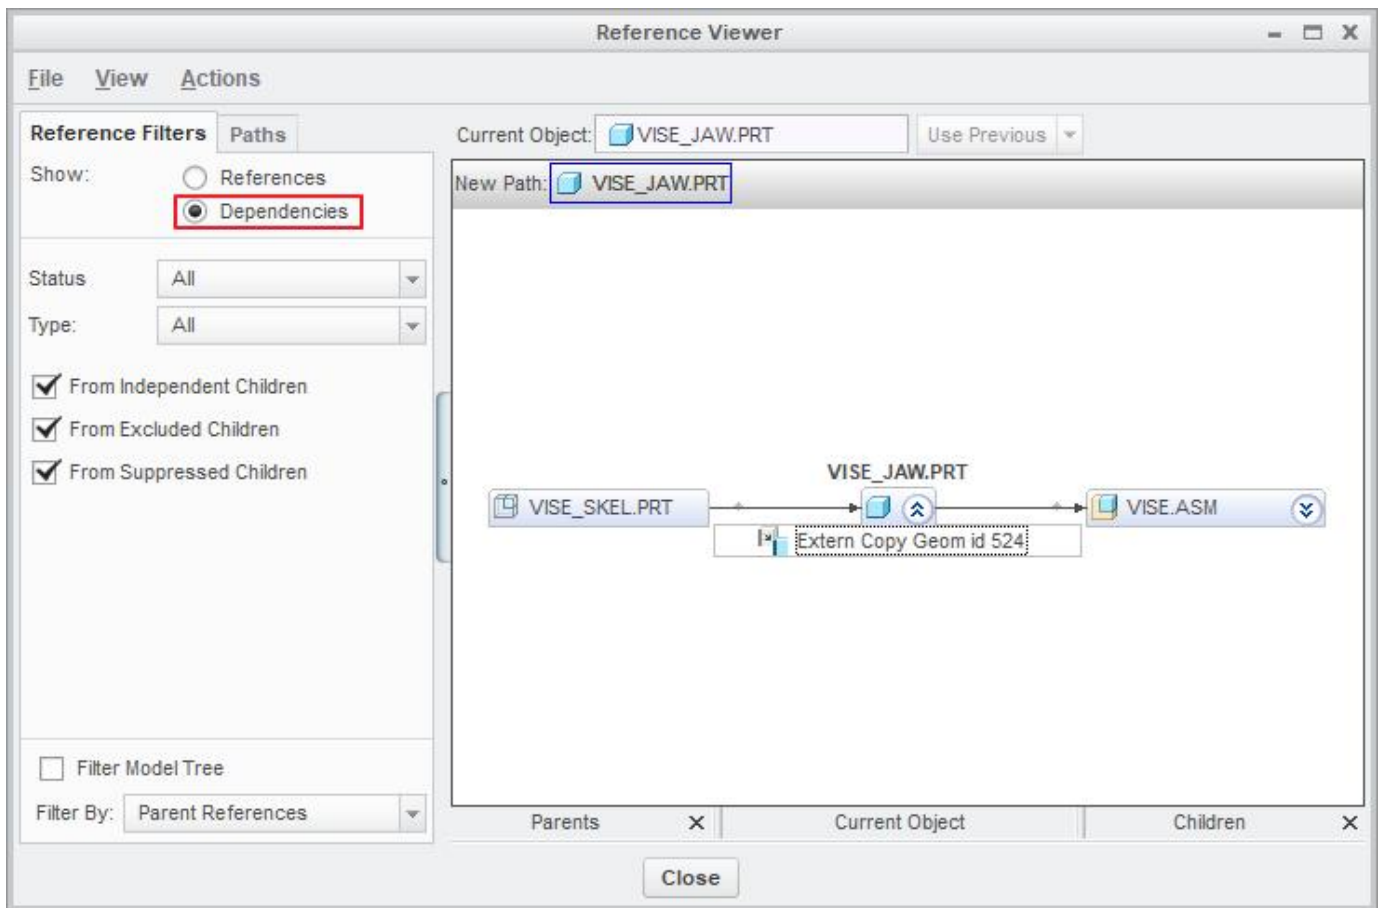 Reference Viewer
File View Actions
Reference Filters Paths
Current Object: VISE_JAW.PRT Use Previous
Show: References
Dependencies
New Path: VISE_JAW.PRT
Status All
Type: All
From Independent Children
From Excluded Children
From Suppressed Children
VISE_JAW.PRT
VISE_SKEL.PRT VISE.ASM
Extern Copy Geom id 524
Filter Model Tree
Filter By: Parent References
Parents Current Object Children
Close